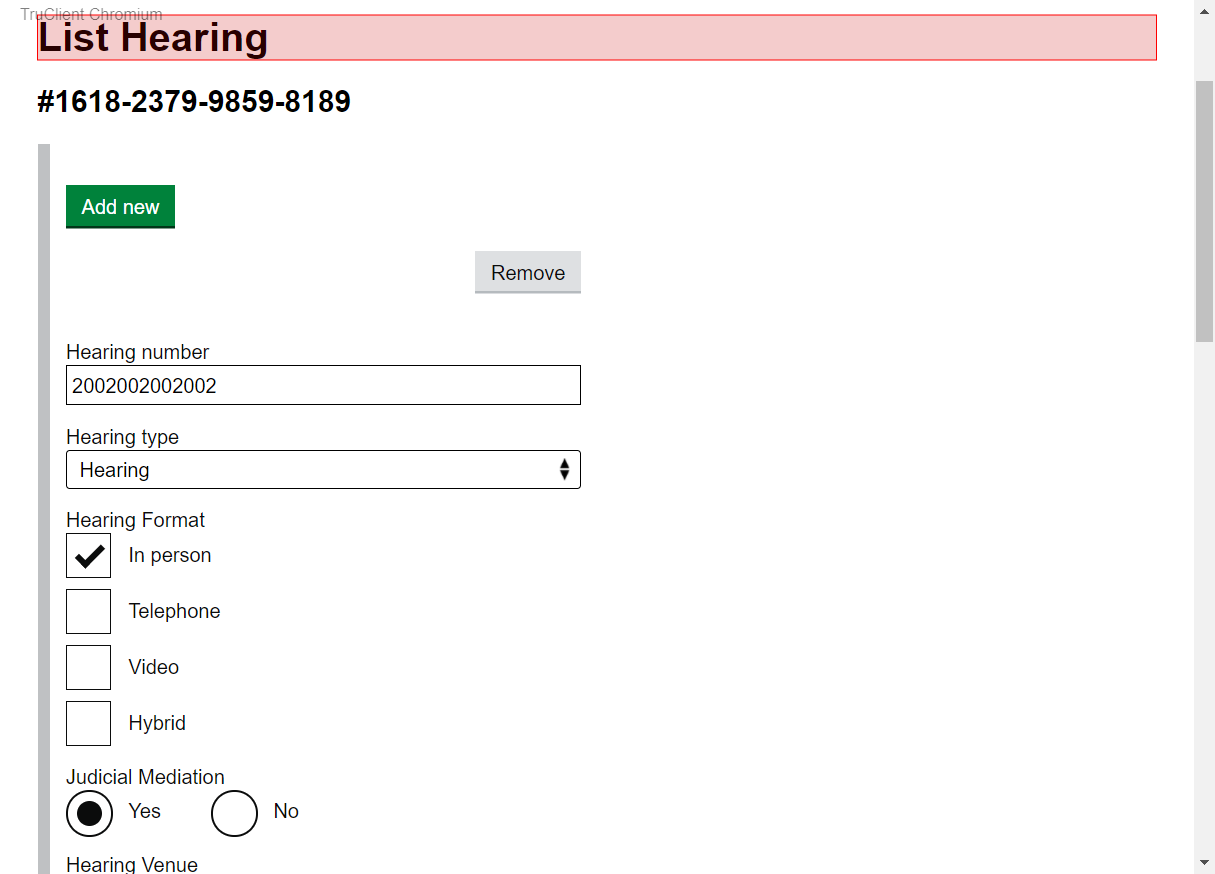 TruClient Chromium
List Hearing
#1618-2379-9859-8189
Add new
Remove
Hearing number
2002002002002
Hearing type
Hearing
Hearing Format
In person
Telephone
Video
Hybrid
Judicial Mediation
Yes No
Hearing Venue